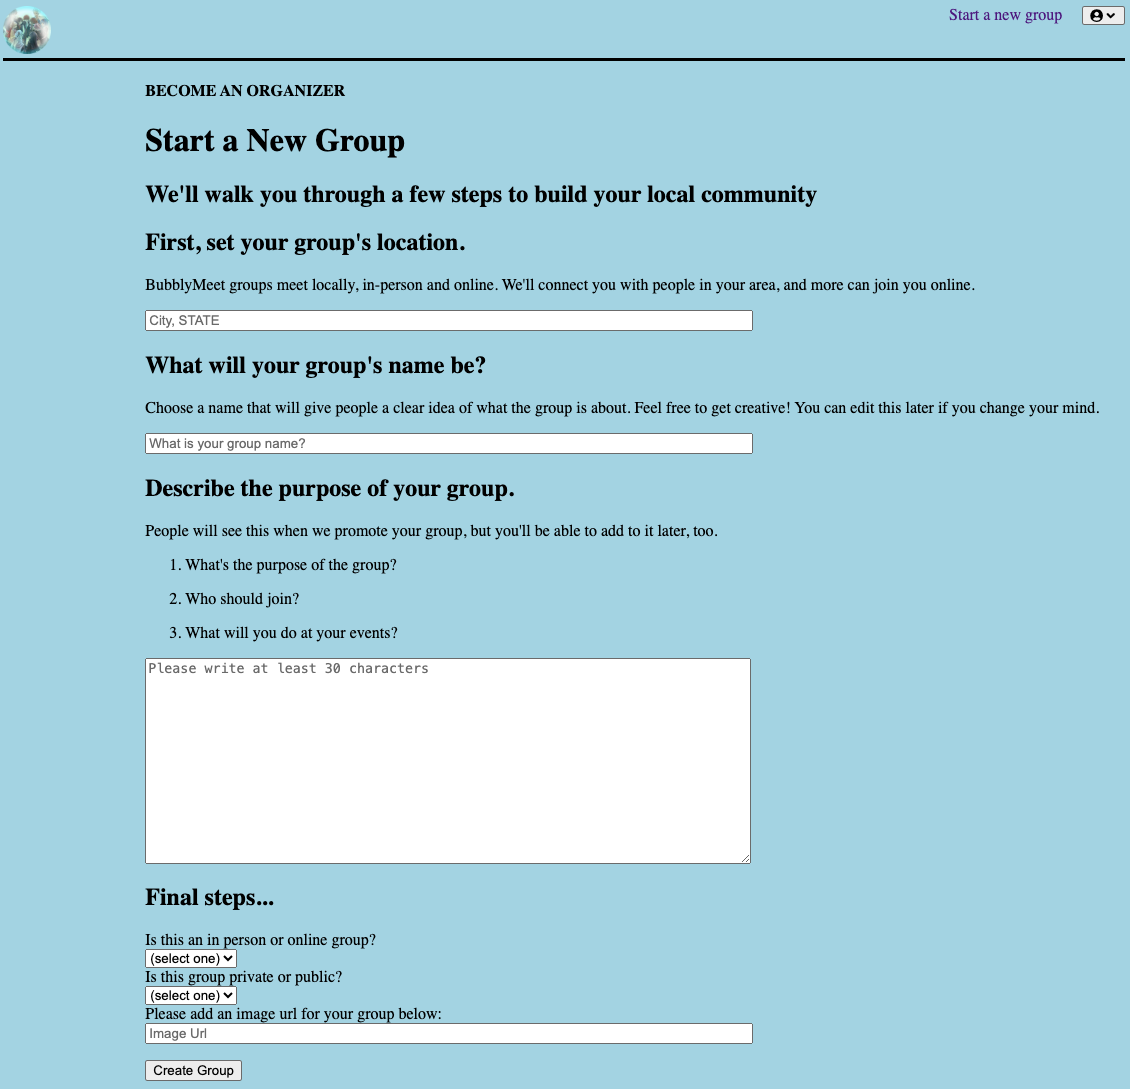 Start a new group
BECOME AN ORGANIZER
Start a New Group
We'll walk you through a few steps to build your local community
First, set your group's location.
BubblyMeet groups meet locally, in-person and online. We'll connect you with people in your area, and more can join you online.
City, STATE
What will your group's name be?
Choose a name that will give people a clear idea of what the group is about. Feel free to get creative! You can edit this later if you change your mind.
What is your group name?
Describe the purpose of your group.
People will see this when we promote your group, but you'll be able to add to it later, too.
1. What's the purpose of the group?
2. Who should join?
3. What will you do at your events?
Please write at least 30 characters
Final steps...
Is this an in person or online group?
(select one)
Is this group private or public?
(select one)
Please add an image url for your group below:
Image Url
Create Group